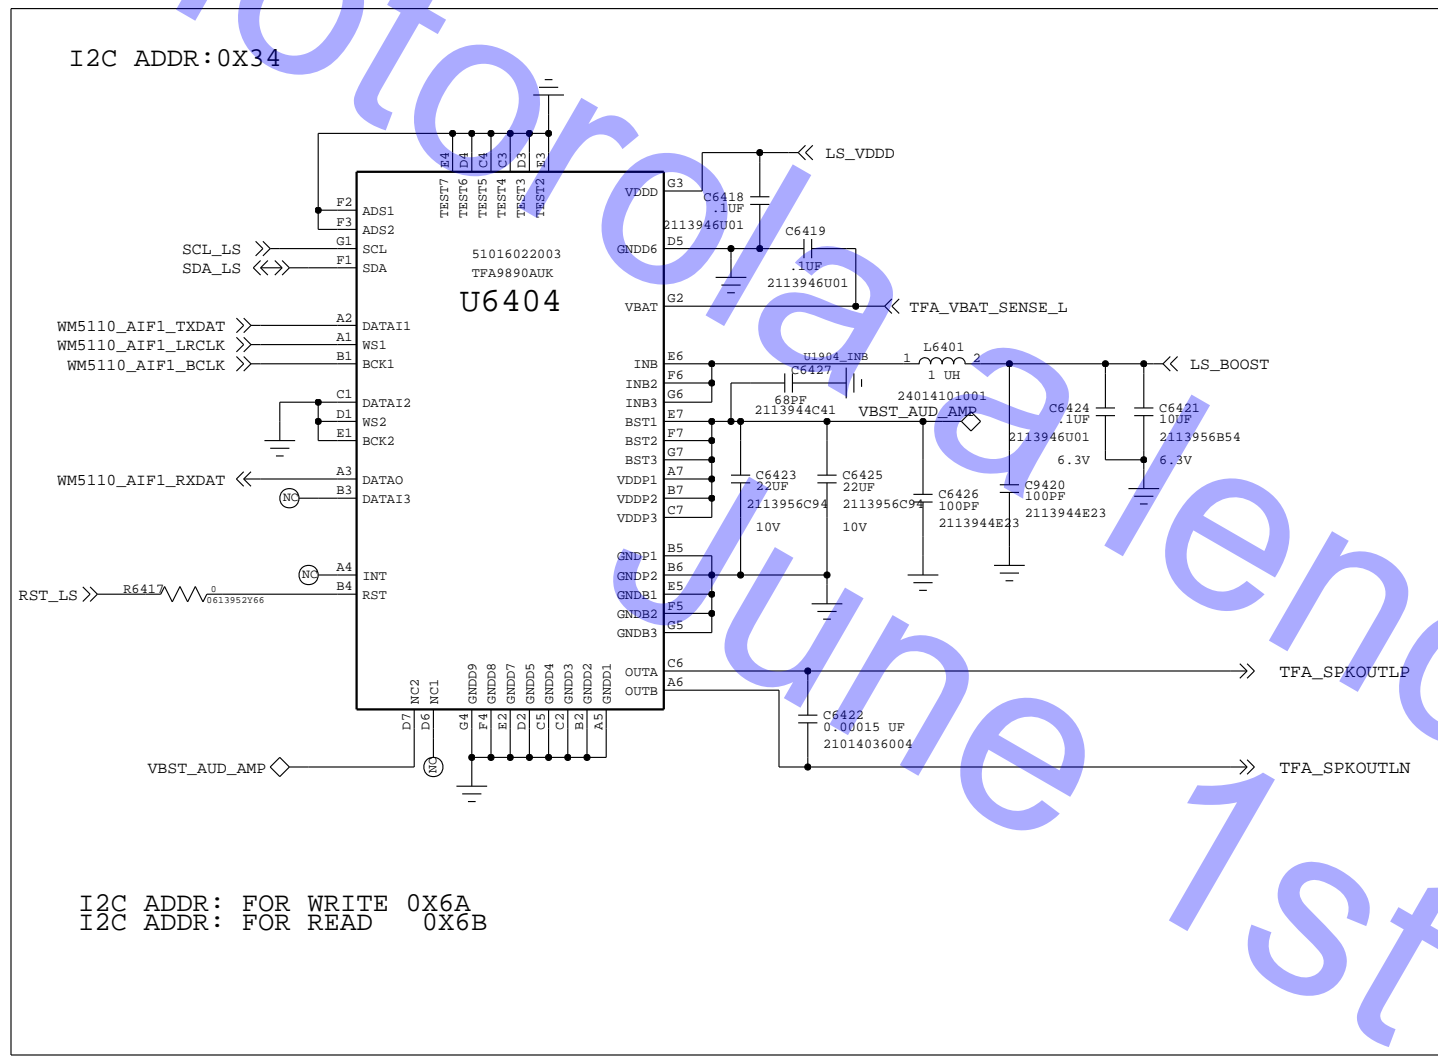 I2C ADDR:0X34
TEST7 E4
TEST6 D4
TEST5 C4
TEST4 C3
TEST3 D3
TEST2 E3
F2 ADS1
F3 ADS2
SCL_LS G1 SCL
SDA_LS F1 SDA
WM5110_AIF1_TXDAT A2 DATAI1
WM5110_AIF1_LRCLK A1 WS1
WM5110_AIF1_BCLK B1 BCK1
C1 DATAI2
D1 WS2
E1 BCK2
WM5110_AIF1_RXDAT A3 DATAO
NC B3 DATAI3
NC A4 INT
RST_LS R6417 0 B4 RST
0613952Y66
51016022003
TFA9890AUK
U6404
VDDD G3
LS_VDDD
C6418
.1UF
2113946U01
GNDD6 D5
C6419
.1UF
2113946U01
VBAT G2
TFA_VBAT_SENSE_L
INB E6
INB2 F6
INB3 G6
U1904_INB
1 L6401 2
1 UH
24014101001
LS_BOOST
C6427
68PF
2113944C41
VBST_AUD_AMP
BST1 E7
BST2 F7
BST3 G7
VDDP1 A7
VDDP2 B7
VDDP3 C7
C6423
22UF
2113956C94
10V
C6425
22UF
2113956C94
10V
C6426
100PF
2113944E23
C9420
100PF
2113944E23
C6424
.1UF
2113946U01
6.3V
C6421
10UF
2113956B54
6.3V
GNDP1 B5
GNDP2 B6
GNDB1 E5
GNDB2 F5
GNDB3 G5
OUTA C6
OUTB A6
TFA_SPKOUTLP
C6422
0.00015 UF
21014036004
TFA_SPKOUTLN
D7 NC2
D6 NC1
NC
G4 GNDD9
F4 GNDD8
E2 GNDD7
D2 GNDD5
C5 GNDD4
C2 GNDD3
B2 GNDD2
A5 GNDD1
VBST_AUD_AMP
I2C ADDR: FOR WRITE 0X6A
I2C ADDR: FOR READ 0X6B
otorola a leno
June 1st